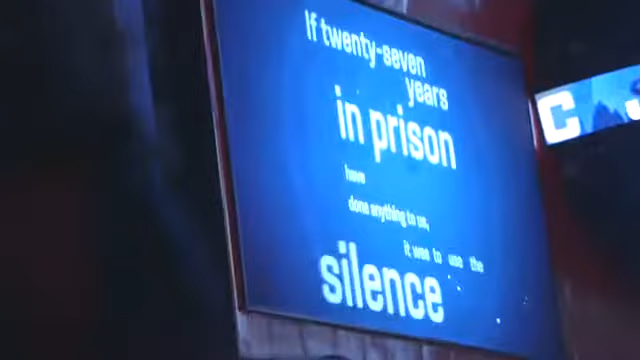 If twenty-seven
years
in prison
have
done anything to us,
it was to use the
silence
C